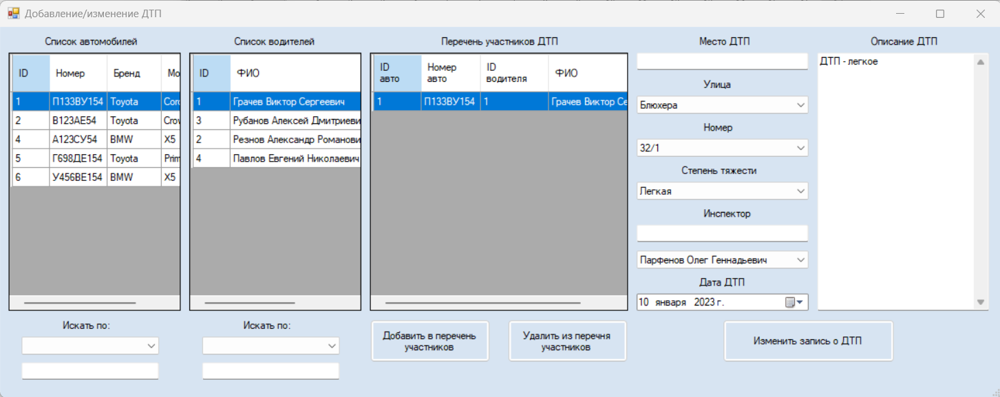 Добавление/изменение ДТП
Список автомобилей
ID Номер Бренд Мо
1 П133ВУ154 Toyota Coro
2 В123АЕ54 Toyota Crow
4 А123СУ54 BMW X5
5 Г698ДЕ154 Toyota Prim
6 У456ВЕ154 BMW X5
Искать по:
Список водителей
ID ФИО
1 Грачев Виктор Сергеевич
3 Рубанов Алексей Дмитриеви
2 Резнов Александр Романови
4 Павлов Евгений Николаевич
Искать по:
Перечень участников ДТП
ID авто Номер авто ID водителя ФИО
1 П133ВУ154 1 Грачев Виктор Се
Добавить в перечень
участников
Удалить из перечня
участников
Место ДТП
Улица
Блюхера
Номер
32/1
Степень тяжести
Легкая
Инспектор
Парфенов Олег Геннадьевич
Дата ДТП
10 января 2023 г.
Описание ДТП
ДТП - легкое
Изменить запись о ДТП